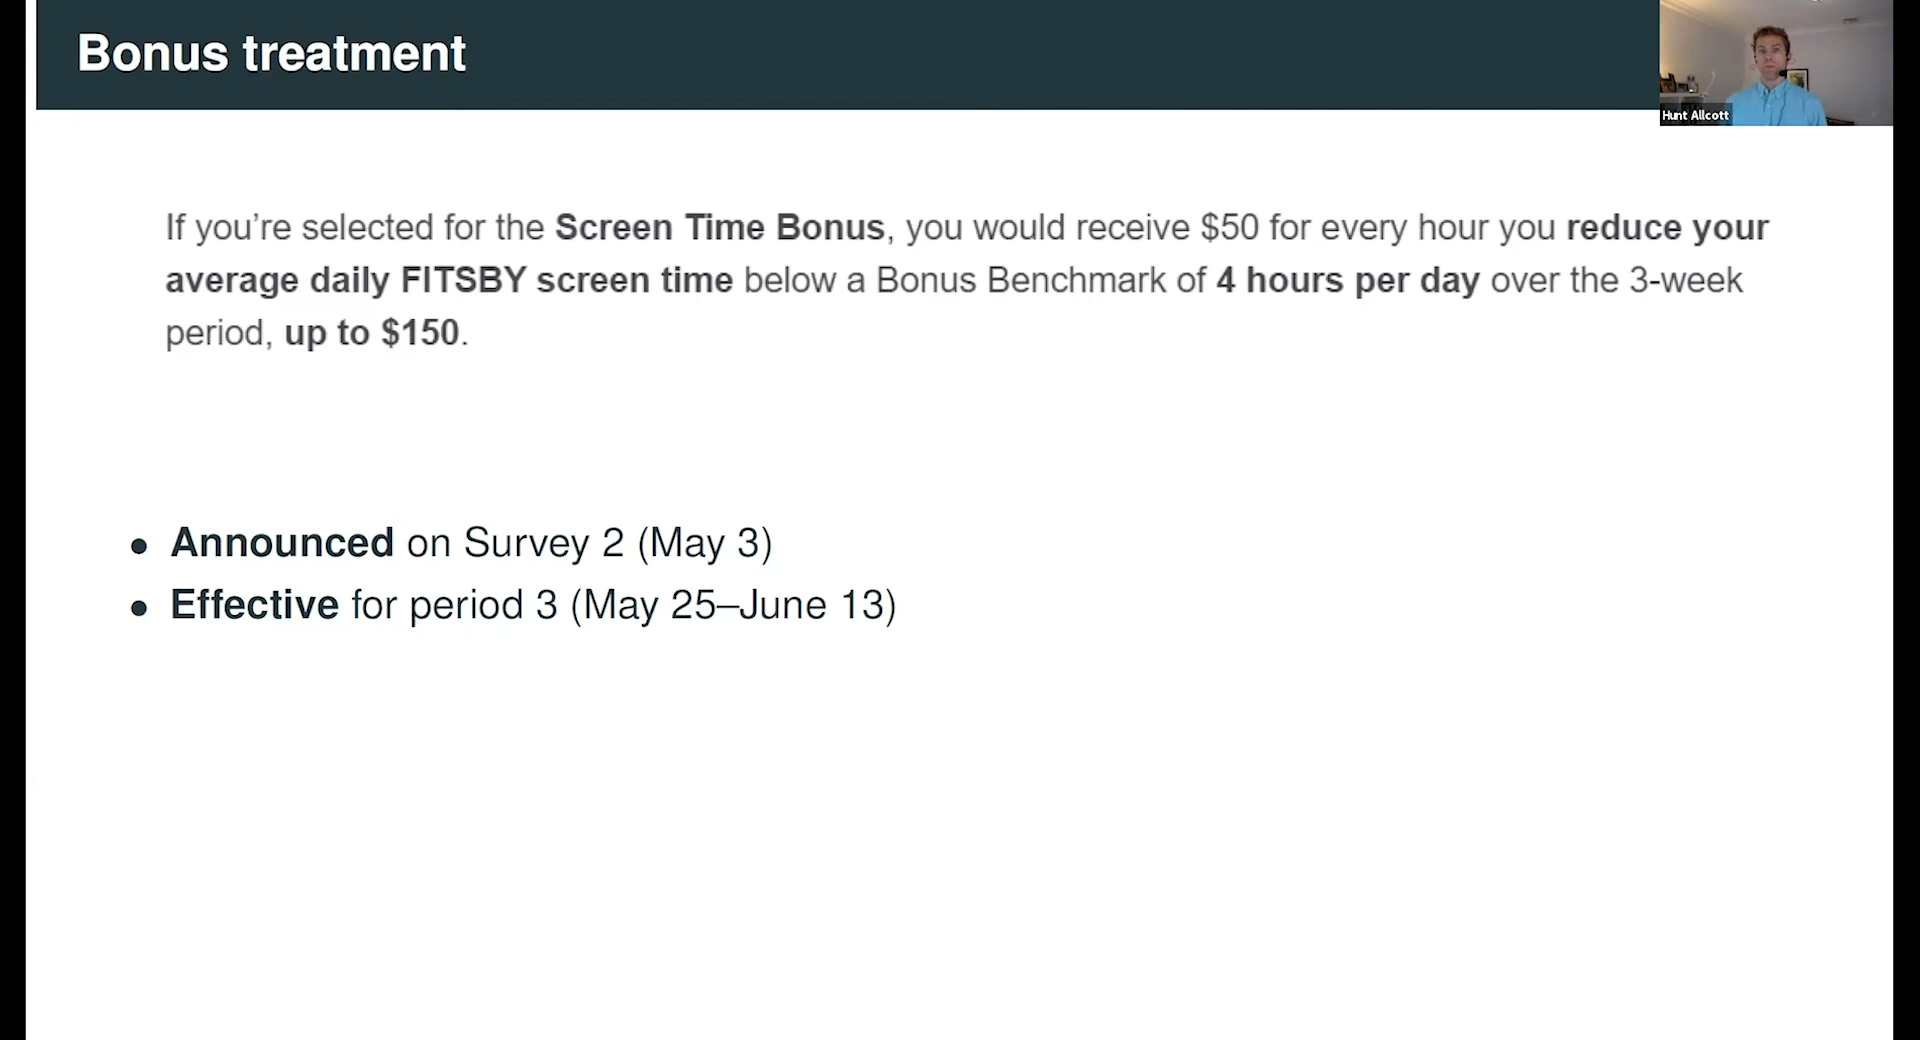 Bonus treatment
Hunt Allcott
If you’re selected for the Screen Time Bonus, you would receive $50 for every hour you reduce your
average daily FITSBY screen time below a Bonus Benchmark of 4 hours per day over the 3-week
period, up to $150.
• Announced on Survey 2 (May 3)
• Effective for period 3 (May 25–June 13)